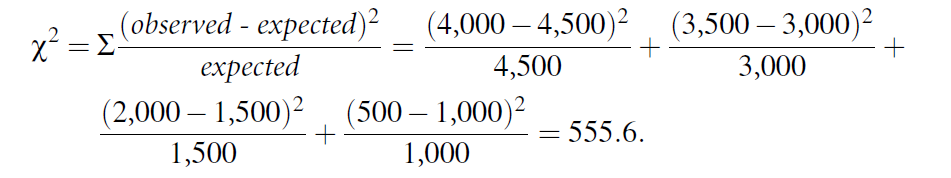 χ² = Σ (observed - expected)² / expected = (4,000 – 4,500)² / 4,500 + (3,500 – 3,000)² / 3,000 +
(2,000 – 1,500)² / 1,500 + (500 – 1,000)² / 1,000 = 555.6.